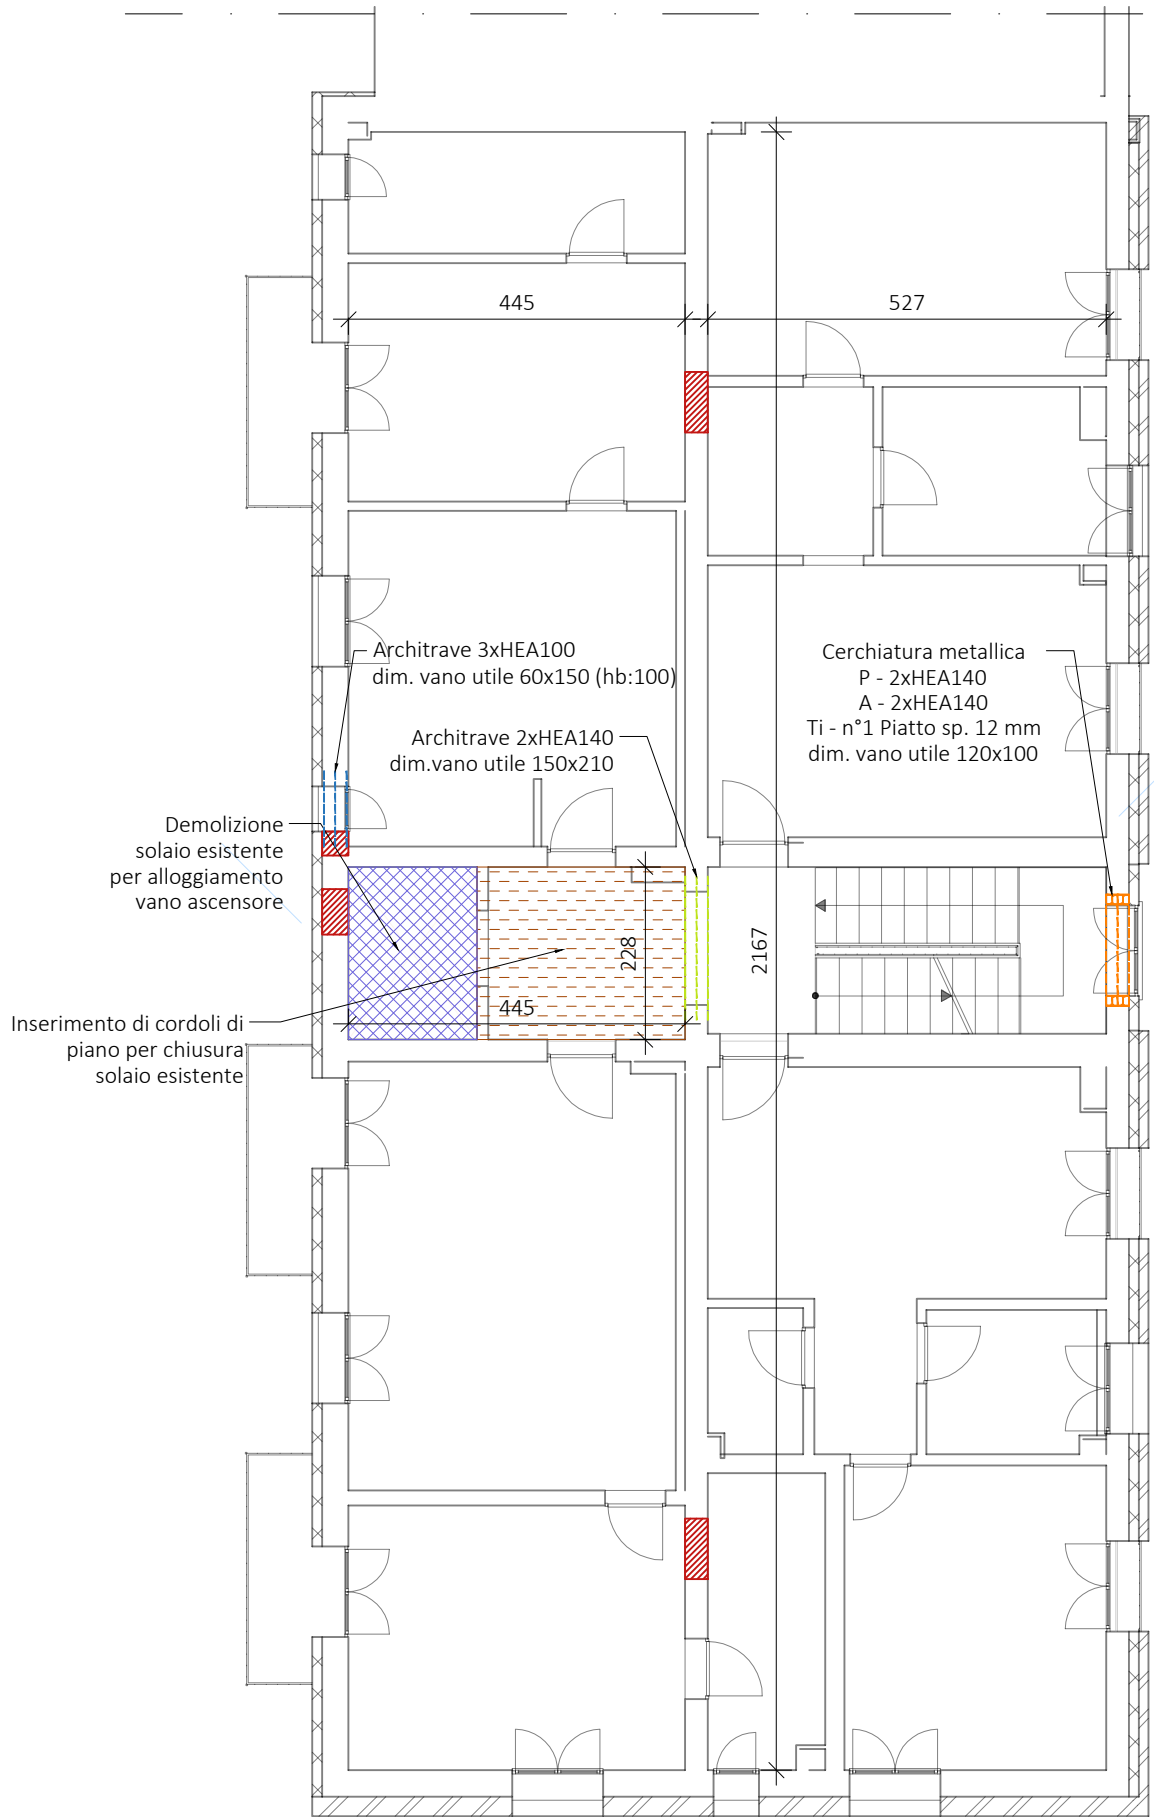 445
527
Architrave 3xHEA100
dim. vano utile 60x150 (hb:100)
Cerchiatura metallica
P - 2xHEA140
A - 2xHEA140
Ti - n°1 Piatto sp. 12 mm
dim. vano utile 120x100
Architrave 2xHEA140
dim.vano utile 150x210
Demolizione
solaio esistente
per alloggiamento
vano ascensore
228
2167
445
Inserimento di cordoli di
piano per chiusura
solaio esistente